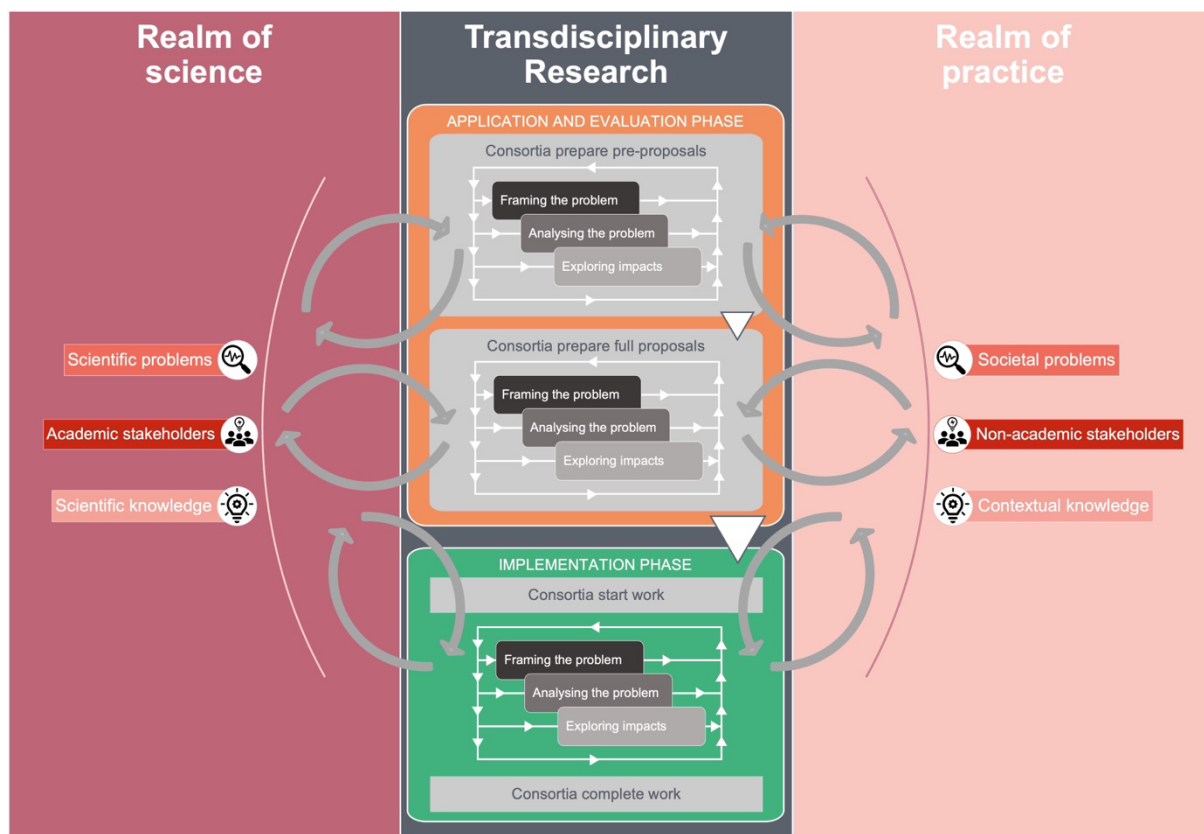 Realm of
science
Transdisciplinary
Research
Realm of
practice
APPLICATION AND EVALUATION PHASE
Consortia prepare pre-proposals
Framing the problem
Analysing the problem
Exploring impacts
Consortia prepare full proposals
Framing the problem
Analysing the problem
Exploring impacts
Scientific problems
Academic stakeholders
Scientific knowledge
Societal problems
Non-academic stakeholders
Contextual knowledge
IMPLEMENTATION PHASE
Consortia start work
Framing the problem
Analysing the problem
Exploring impacts
Consortia complete work